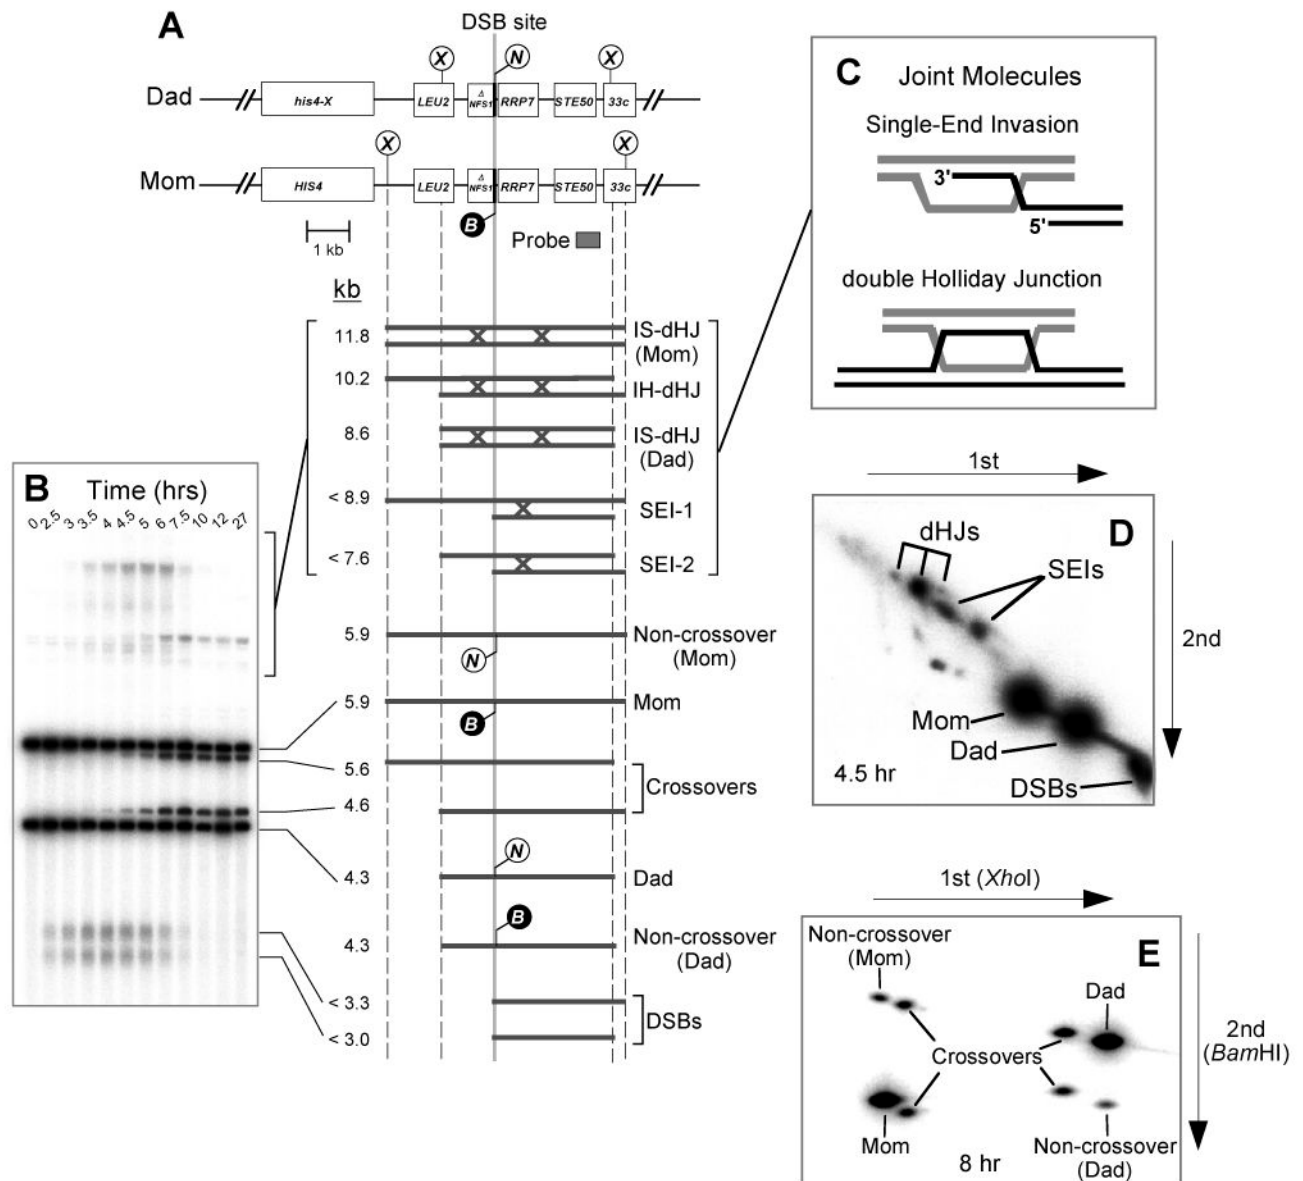 A
DSB site
X
N
X
Dad
his4-X
LEU2
Δ
NFS1
RRP7
STE50
33c
X
X
Mom
HIS4
LEU2
Δ
NFS1
RRP7
STE50
33c
B
1 kb
Probe
kb
11.8
IS-dHJ
(Mom)
10.2
IH-dHJ
8.6
IS-dHJ
(Dad)
< 8.9
SEI-1
< 7.6
SEI-2
5.9
Non-crossover
(Mom)
N
5.9
Mom
B
5.6
Crossovers
4.6
N
4.3
Dad
B
4.3
Non-crossover
(Dad)
< 3.3
DSBs
< 3.0
B
Time (hrs)
0 2.5 3 3.5 4 4.5 5 6 7.5 10 12 27
C
Joint Molecules
Single-End Invasion
3'
5'
double Holliday Junction
1st
D
dHJs
SEIs
2nd
Mom
Dad
4.5 hr
DSBs
1st (XhoI)
E
Non-crossover
(Mom)
Dad
Crossovers
2nd
(BamHI)
Mom
8 hr
Non-crossover
(Dad)